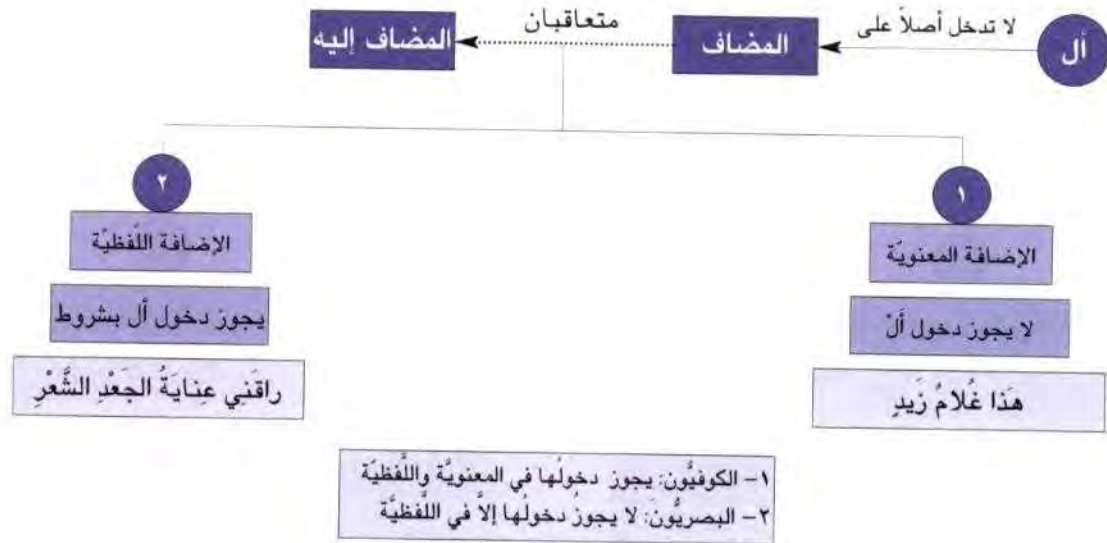 أل
لا تدخل أصلاً على
المضاف
متعاقبان
المضاف إليه
١
الإضافة المعنويّة
لا يجوز دخول ألْ
هَذا غُلامُ زَيدٍ
٢
الإضافة اللَّفظيّة
يجوز دخول أل بشروط
راقَني عِنايَةُ الجَعْدِ الشَّعْرِ
١– الكوفيُّون: يجوز دخولُها في المعنويَّة واللَّفظيّة
٢– البصريُّونَ: لا يجوزُ دخولُها إلاَّ في اللَّفظيَّة